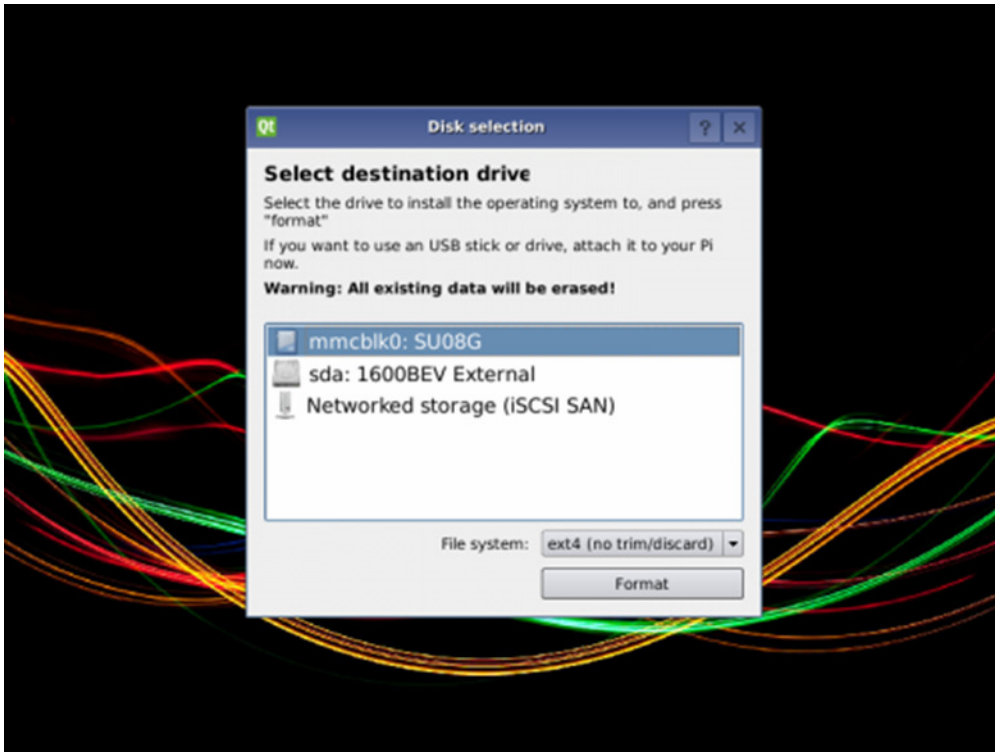 Qt
Disk selection
?
Select destination drive
Select the drive to install the operating system to, and press
"format"
If you want to use an USB stick or drive, attach it to your Pi
now.
Warning: All existing data will be erased!
mmcblk0: SU08G
sda: 1600BEV External
Networked storage (iSCSI SAN)
File system: ext4 (no trim/discard)
Format